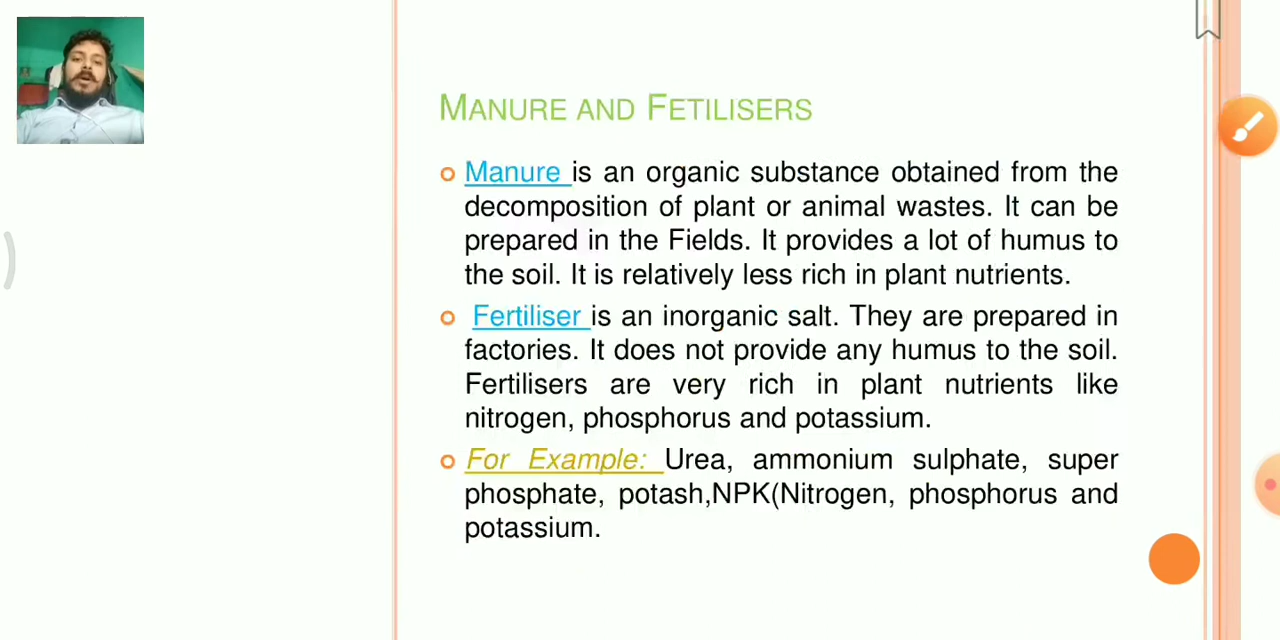 MANURE AND FETILISERS
Manure is an organic substance obtained from the
decomposition of plant or animal wastes. It can be
prepared in the Fields. It provides a lot of humus to
the soil. It is relatively less rich in plant nutrients.
Fertiliser is an inorganic salt. They are prepared in
factories. It does not provide any humus to the soil.
Fertilisers are very rich in plant nutrients like
nitrogen, phosphorus and potassium.
For Example: Urea, ammonium sulphate, super
phosphate, potash,NPK(Nitrogen, phosphorus and
potassium.